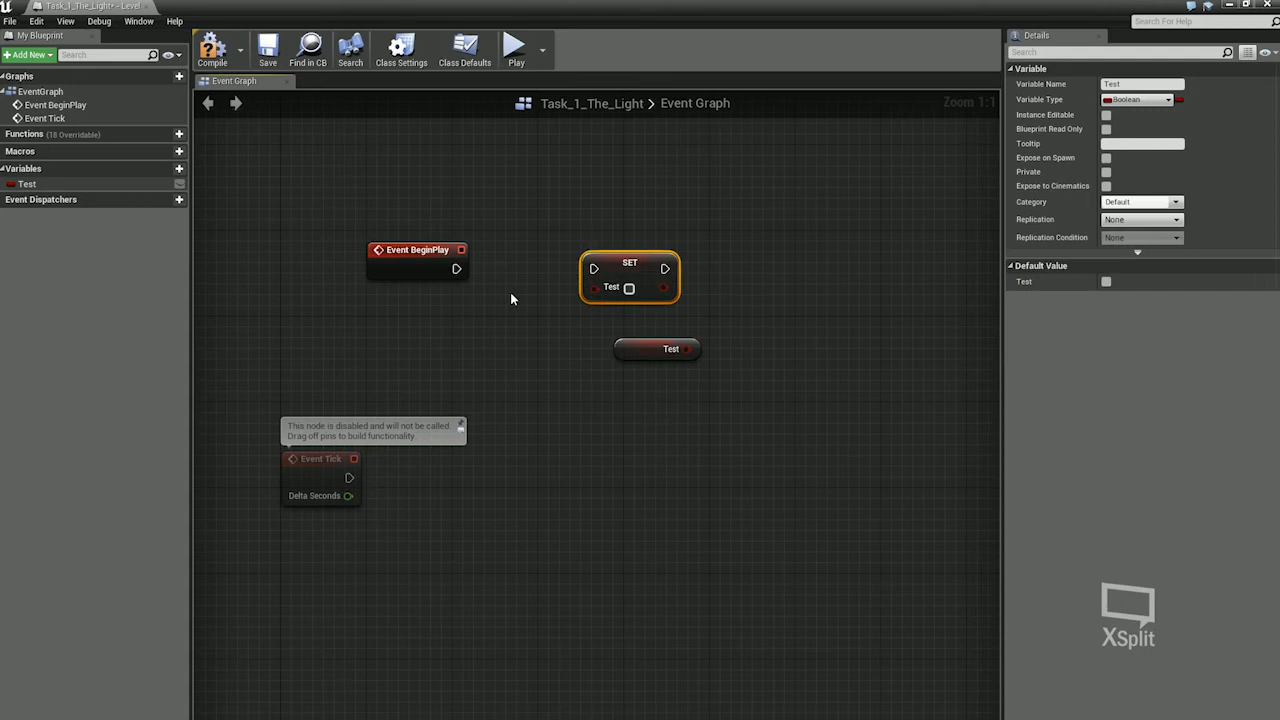 Task_1_The_Light* - Level
File Edit View Debug Window Help
Search For Help
My Blueprint
+Add New
Search
Graphs
EventGraph
Event BeginPlay
Event Tick
Functions (18 Overridable)
Macros
Variables
Test
Event Dispatchers
Compile
Save
Find in CB
Search
Class Settings
Class Defaults
Play
Event Graph
Task_1_The_Light > Event Graph
Zoom 1:1
Event BeginPlay
SET
Test
Test
This node is disabled and will not be called.
Drag off pins to build functionality.
Event Tick
Delta Seconds
Details
Search
Variable
Variable Name Test
Variable Type Boolean
Instance Editable
Blueprint Read Only
Tooltip
Expose on Spawn
Private
Expose to Cinematics
Category Default
Replication None
Replication Condition None
Default Value
Test
XSplit